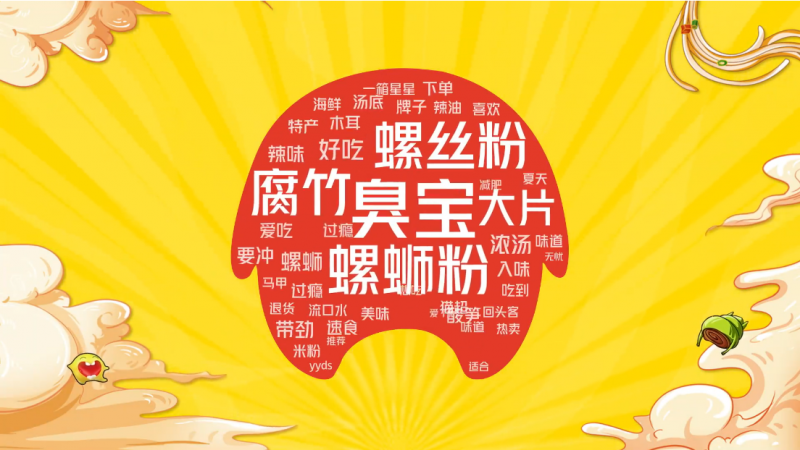 一箱星星 下单
海鲜 汤底 牌子 辣油 喜欢
特产 木耳
辣味 好吃 螺丝粉
减肥 夏天
腐竹 臭宝 大片
爱吃 过瘾
浓汤 味道
要冲 螺蛳 螺蛳粉 入味 无忧
马甲 过瘾 吃到
退货 流口水 美味 爱 酸笋 回头客
带劲 速食 味道 热卖
米粉 推荐
yyds 适合